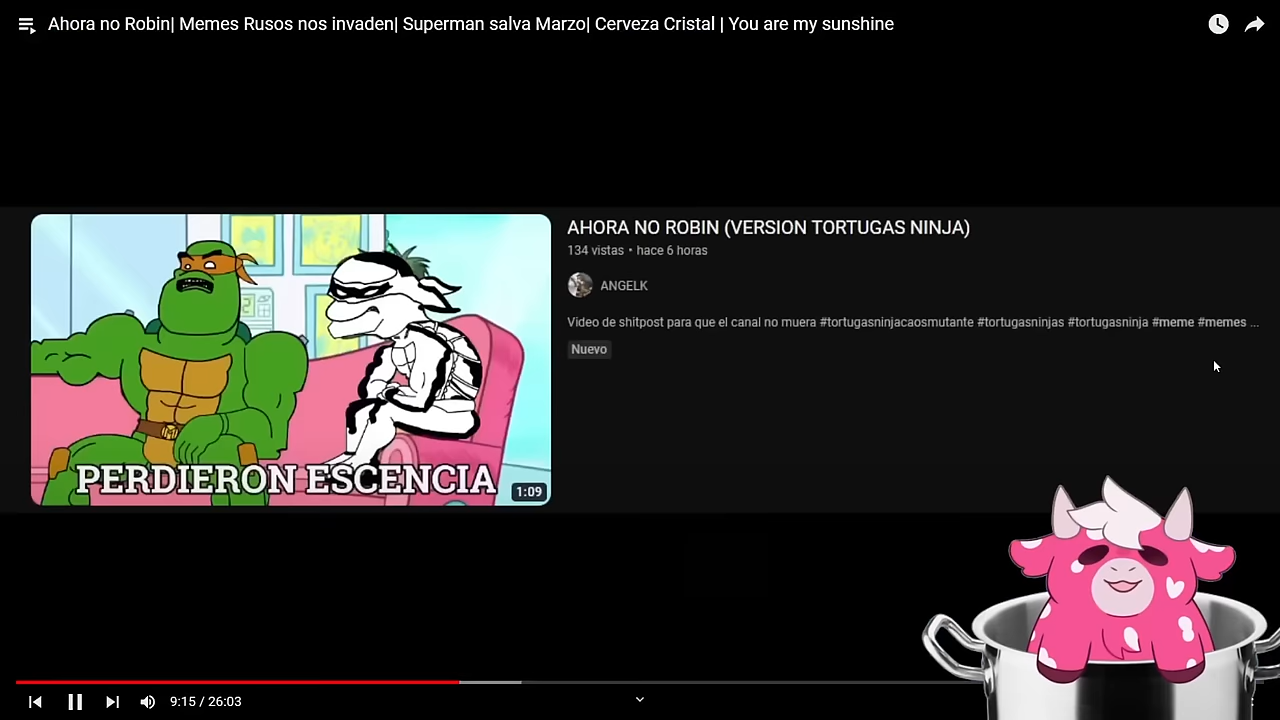 Ahora no Robin| Memes Rusos nos invaden| Superman salva Marzo| Cerveza Cristal | You are my sunshine
AHORA NO ROBIN (VERSION TORTUGAS NINJA)
134 vistas • hace 6 horas
ANGELK
Video de shitpost para que el canal no muera #tortugasninjacaosmutante #tortugasninjas #tortugasninja #meme #memes ...
Nuevo
PERDIERON ESCENCIA
1:09
9:15 / 26:03